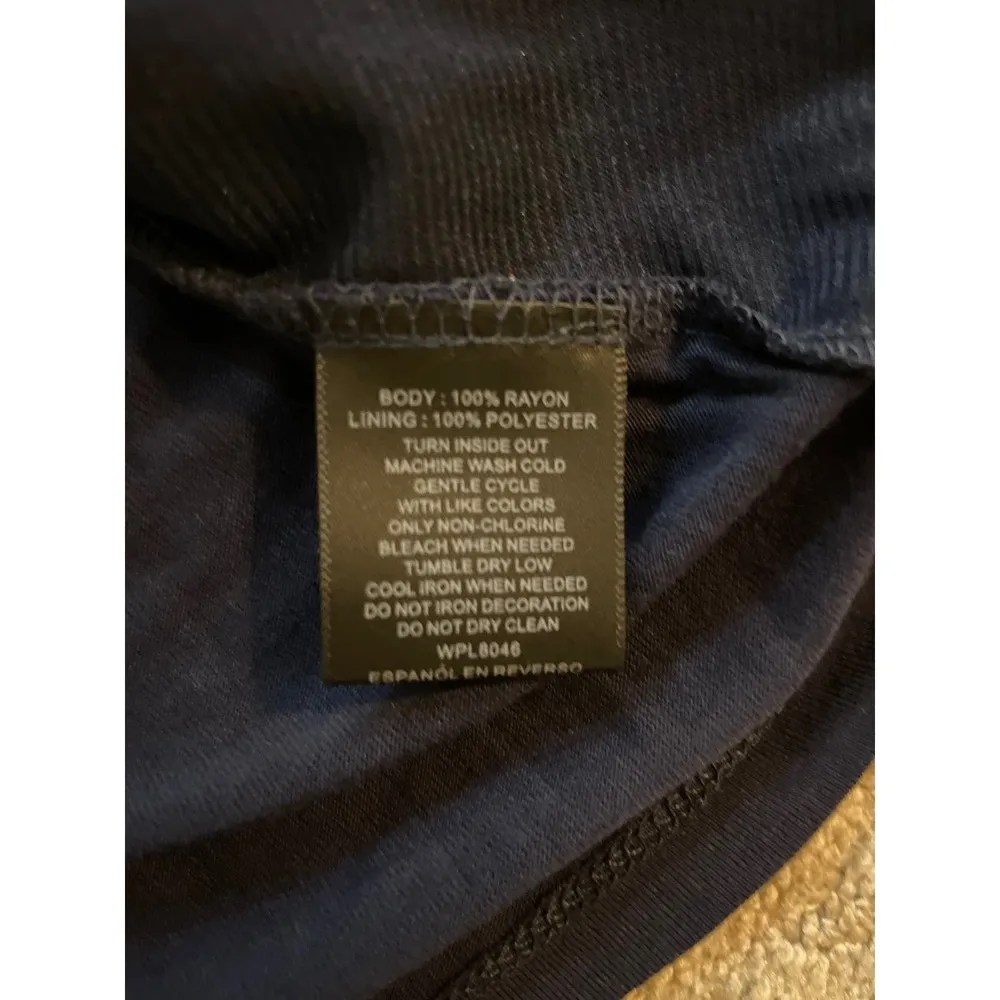 BODY : 100% RAYON
LINING : 100% POLYESTER
TURN INSIDE OUT
MACHINE WASH COLD
GENTLE CYCLE
WITH LIKE COLORS
ONLY NON-CHLORINE
BLEACH WHEN NEEDED
TUMBLE DRY LOW
COOL IRON WHEN NEEDED
DO NOT IRON DECORATION
DO NOT DRY CLEAN
WPL8046
ESPANÓL EN REVERSO